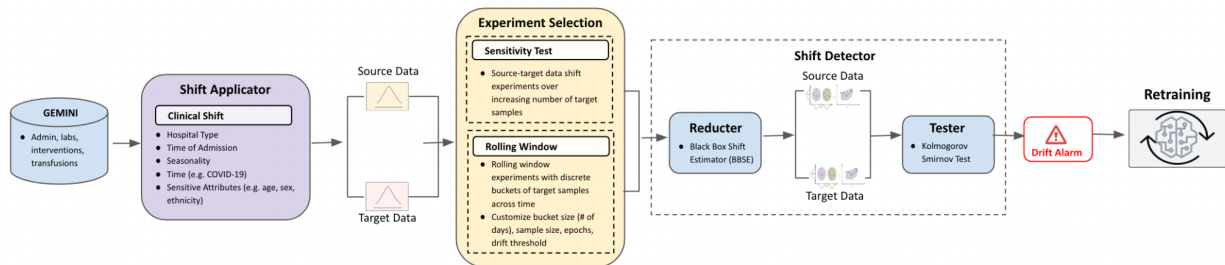 GEMINI
● Admin, labs,
interventions,
transfusions
Shift Applicator
Clinical Shift
● Hospital Type
● Time of Admission
● Seasonality
● Time (e.g. COVID-19)
● Sensitive Attributes (e.g. age, sex,
ethnicity)
Source Data
Target Data
Experiment Selection
Sensitivity Test
● Source-target data shift
experiments over
increasing number of target
samples
Rolling Window
● Rolling window
experiments with discrete
buckets of target samples
across time
● Customize bucket size (# of
days), sample size, epochs,
drift threshold
Shift Detector
Reducter
● Black Box Shift
Estimator (BBSE)
Source Data
Target Data
Tester
● Kolmogorov
Smirnov Test
Drift Alarm
Retraining